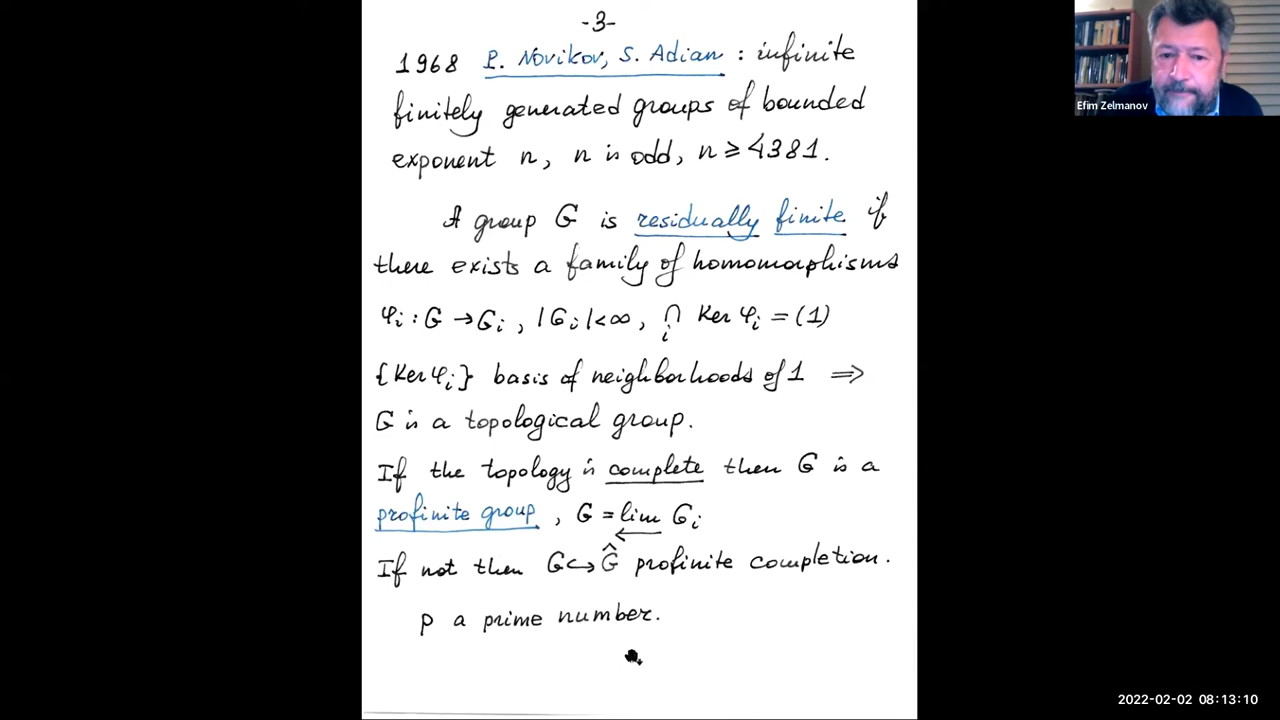 -3-
1968 P. Novikov, S. Adian : infinite
finitely generated groups of bounded
exponent n, n is odd, n ≥ 4381.
A group G is residually finite if
there exists a family of homomorphisms
φi : G → Gi , |Gi| < ∞, ∩i Ker φi = (1)
{Ker φi} basis of neighborhoods of 1 ⟹
G is a topological group.
If the topology is complete then G is a
profinite group , G = lim← Gi
If not then G ↪ Ĝ profinite completion.
p a prime number.
Efim Zelmanov
2022-02-02 08:13:10